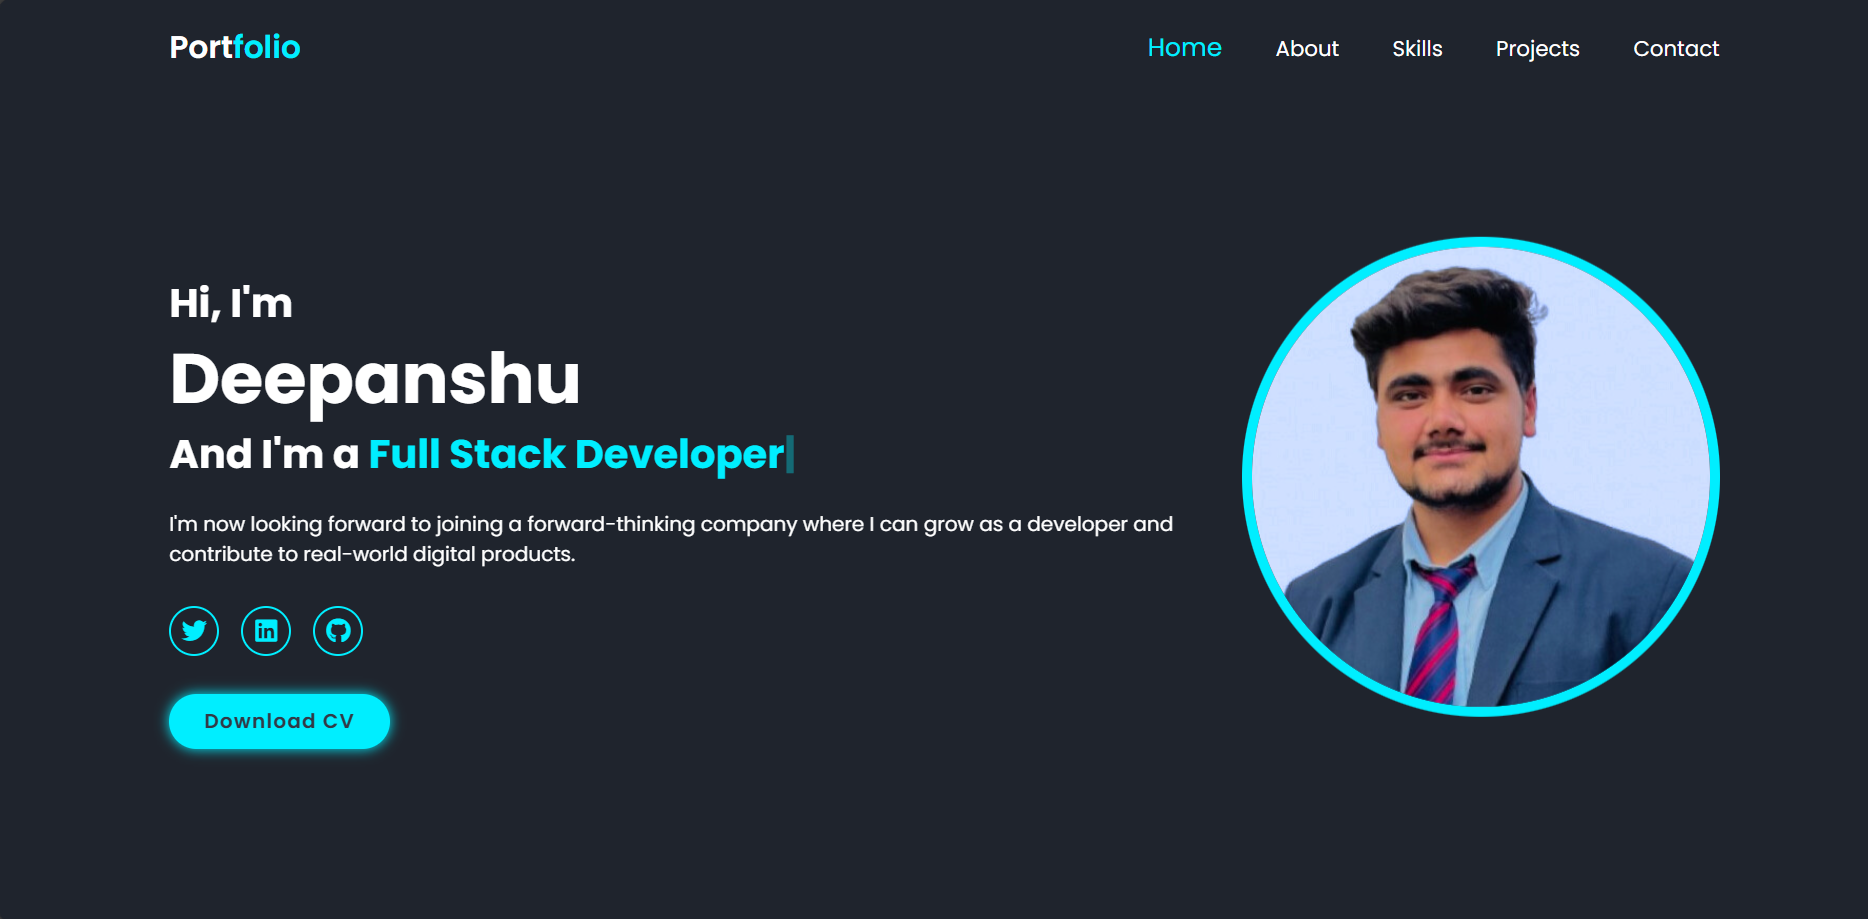 Portfolio
Home About Skills Projects Contact
Hi, I'm
Deepanshu
And I'm a Full Stack Developer
I'm now looking forward to joining a forward-thinking company where I can grow as a developer and
contribute to real-world digital products.
in
Download CV